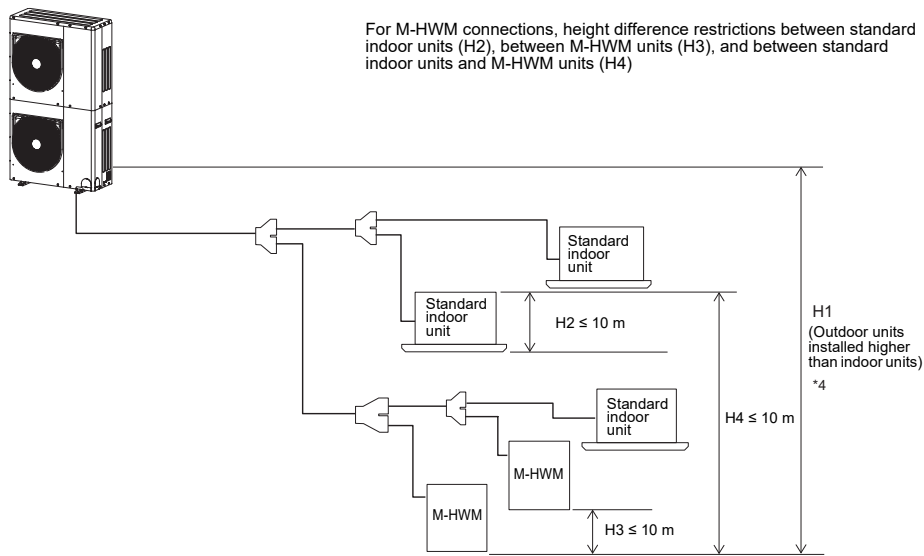 For M-HWM connections, height difference restrictions between standard
indoor units (H2), between M-HWM units (H3), and between standard
indoor units and M-HWM units (H4)
Standard
indoor
unit
Standard
indoor
unit
H2 ≤ 10 m
H1
(Outdoor units
installed higher
than indoor units)
*4
Standard
indoor
unit
H4 ≤ 10 m
M-HWM
M-HWM
H3 ≤ 10 m